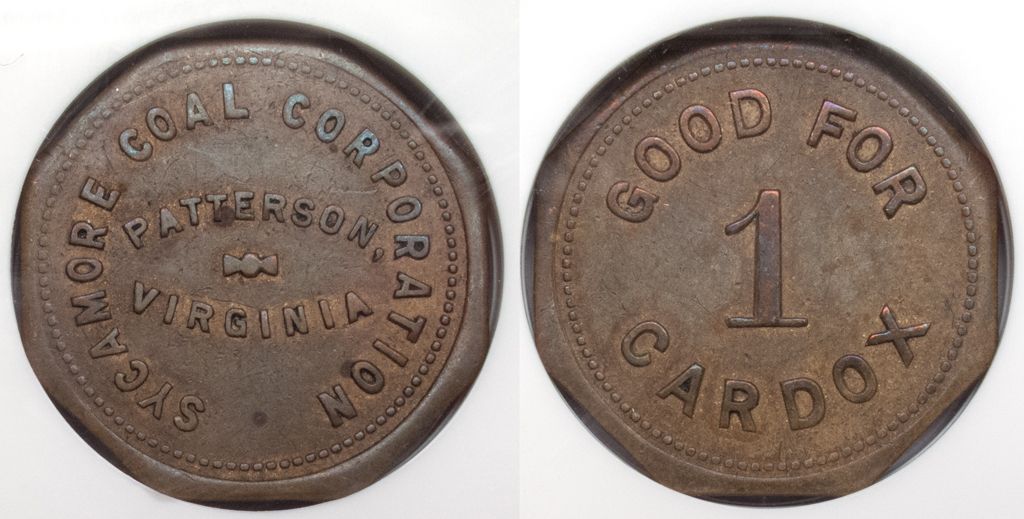 SYCAMORE COAL CORPORATION
PATTERSON,
VIRGINIA
GOOD FOR
1
CARDOX